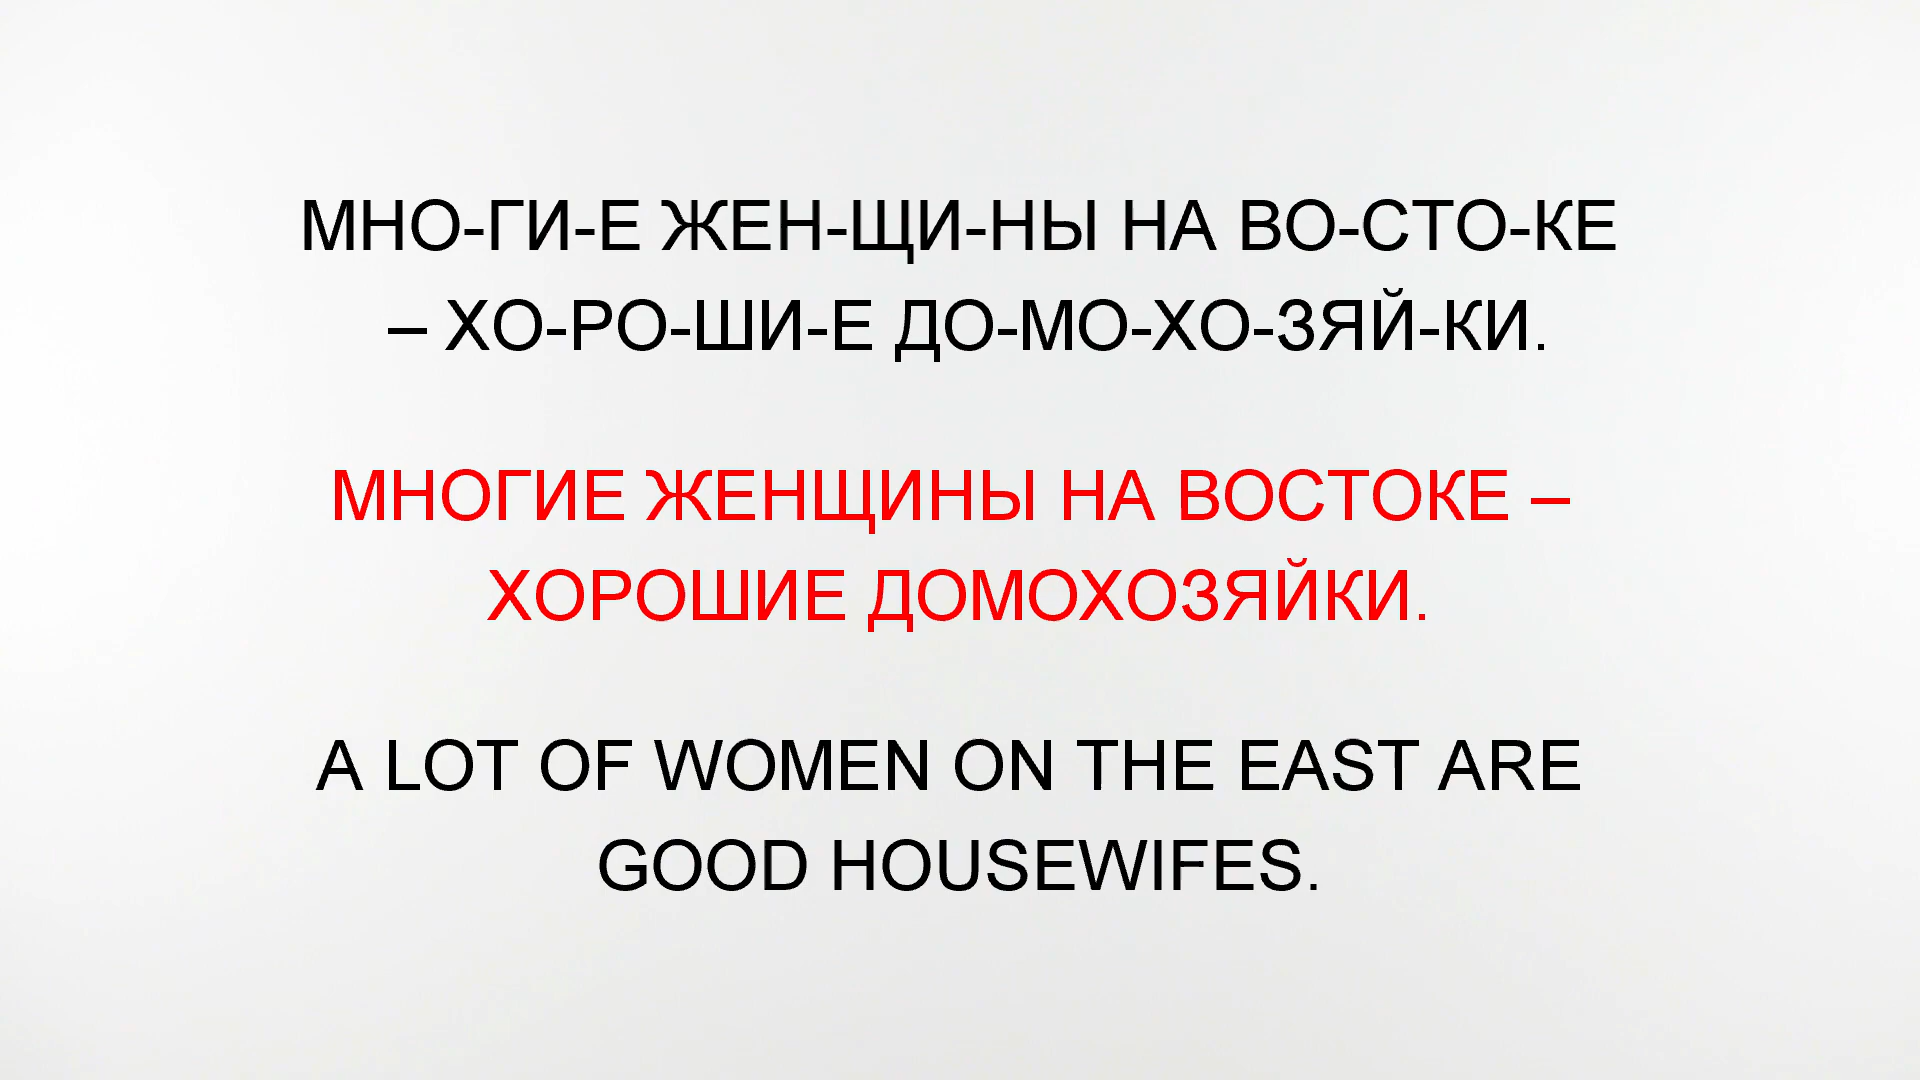 МНО-ГИ-Е ЖЕН-ЩИ-НЫ НА ВО-СТО-КЕ
– ХО-РО-ШИ-Е ДО-МО-ХО-ЗЯЙ-КИ.
МНОГИЕ ЖЕНЩИНЫ НА ВОСТОКЕ –
ХОРОШИЕ ДОМОХОЗЯЙКИ.
A LOT OF WOMEN ON THE EAST ARE
GOOD HOUSEWIFES.